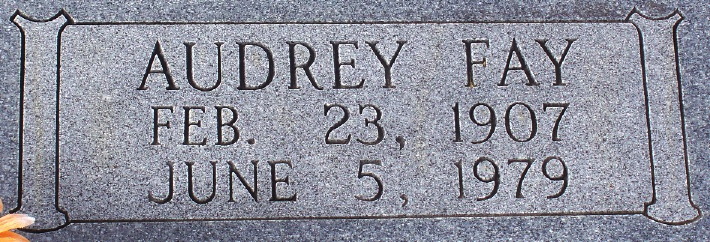 AUDREY FAY
FEB. 23, 1907
JUNE 5, 1979